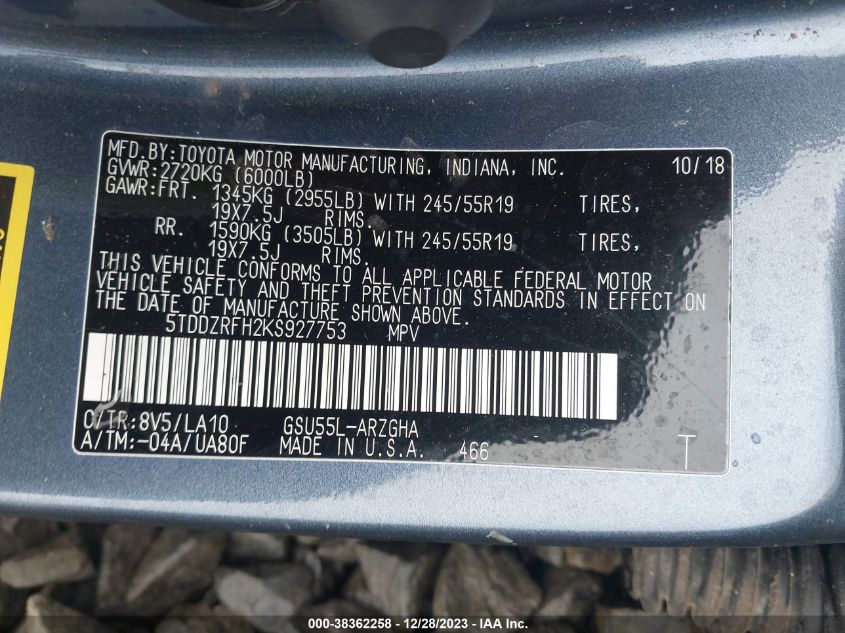 MFD.BY:TOYOTA MOTOR MANUFACTURING, INDIANA, INC. 10/18
GVWR:2720KG (6000LB)
GAWR:FRT. 1345KG (2955LB) WITH 245/55R19 TIRES,
19X7.5J RIMS.
RR. 1590KG (3505LB) WITH 245/55R19 TIRES,
19X7.5J RIMS.
THIS VEHICLE CONFORMS TO ALL APPLICABLE FEDERAL MOTOR
VEHICLE SAFETY AND THEFT PREVENTION STANDARDS IN EFFECT ON
THE DATE OF MANUFACTURE SHOWN ABOVE.
5TDDZRFH2KS927753 MPV
C/TR:8V5/LA10 GSU55L-ARZGHA
A/TM:-04A/UA80F MADE IN U.S.A. 466 T
000-38362258 - 12/28/2023 - IAA Inc.